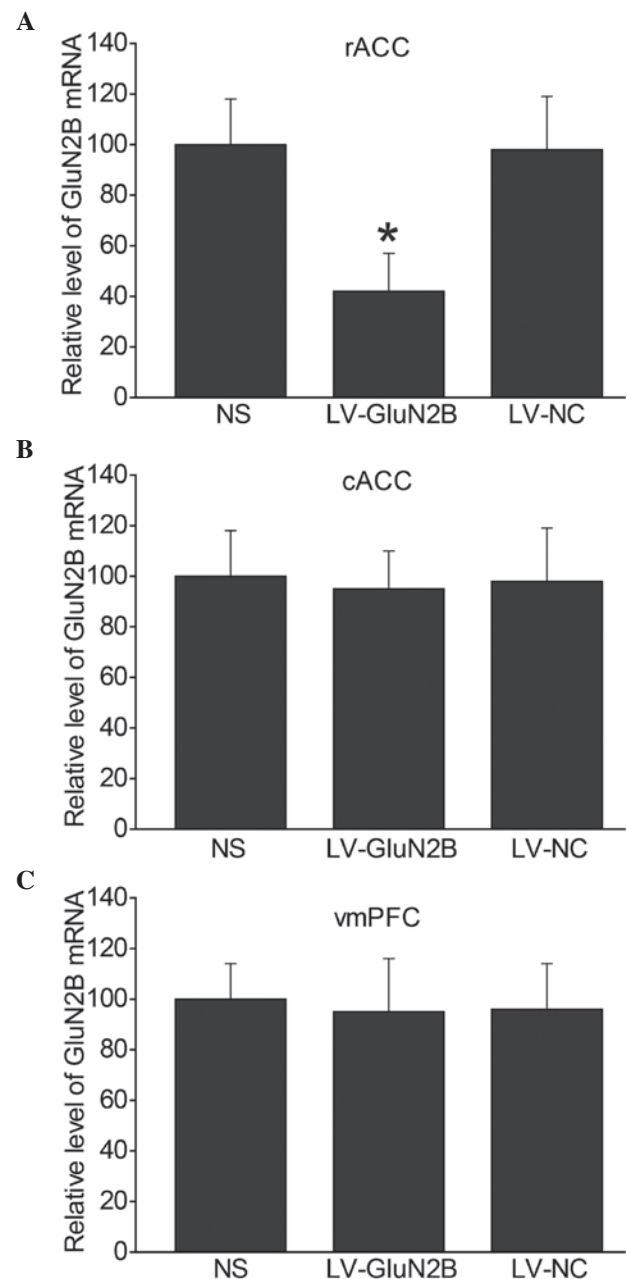 A
rACC
Relative level of GluN2B mRNA
140
120
100
80
60
40
20
0
*
NS LV-GluN2B LV-NC
B
cACC
Relative level of GluN2B mRNA
140
120
100
80
60
40
20
0
NS LV-GluN2B LV-NC
C
vmPFC
Relative level of GluN2B mRNA
140
120
100
80
60
40
20
0
NS LV-GluN2B LV-NC